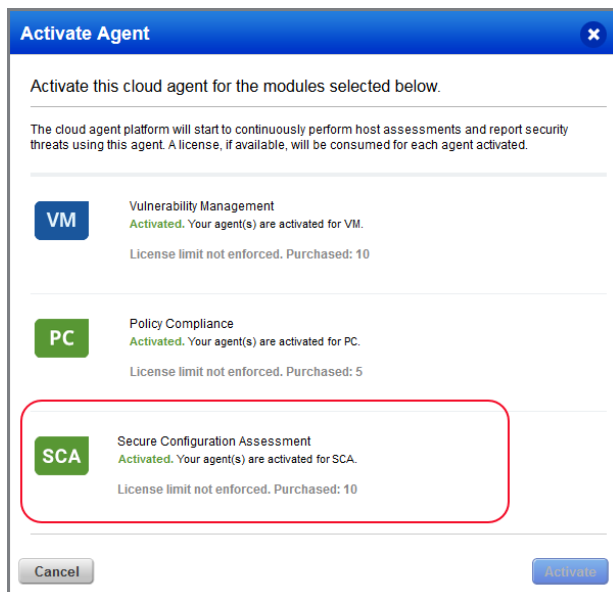 Activate Agent
Activate this cloud agent for the modules selected below.
The cloud agent platform will start to continuously perform host assessments and report security
threats using this agent. A license, if available, will be consumed for each agent activated.
VM
Vulnerability Management
Activated. Your agent(s) are activated for VM.
License limit not enforced. Purchased: 10
PC
Policy Compliance
Activated. Your agent(s) are activated for PC.
License limit not enforced. Purchased: 5
SCA
Secure Configuration Assessment
Activated. Your agent(s) are activated for SCA.
License limit not enforced. Purchased: 10
Cancel
Activate